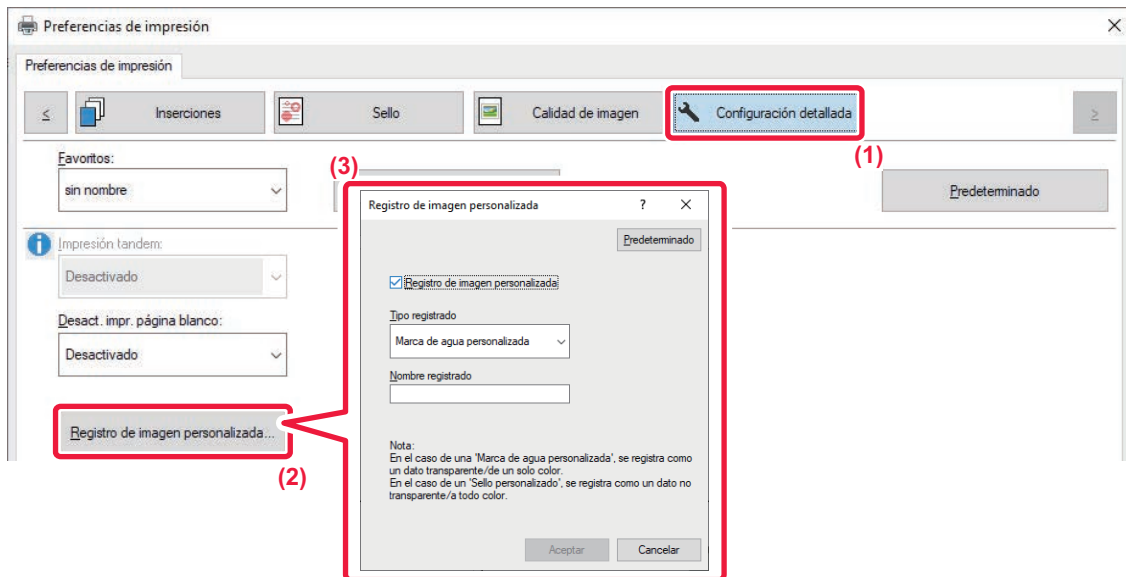 Preferencias de impresión
Preferencias de impresión
≤
Inserciones
Sello
Calidad de imagen
Configuración detallada
≥
(1)
Favoritos:
sin nombre
(3)
Predeterminado
Impresión tandem:
Desactivado
Desact. impr. página blanco:
Desactivado
Registro de imagen personalizada...
(2)
Registro de imagen personalizada
?
Predeterminado
Registro de imagen personalizada
Tipo registrado
Marca de agua personalizada
Nombre registrado
Nota:
En el caso de una 'Marca de agua personalizada', se registra como
un dato transparente/de un solo color.
En el caso de un 'Sello personalizado', se registra como un dato no
transparente/a todo color.
Aceptar
Cancelar